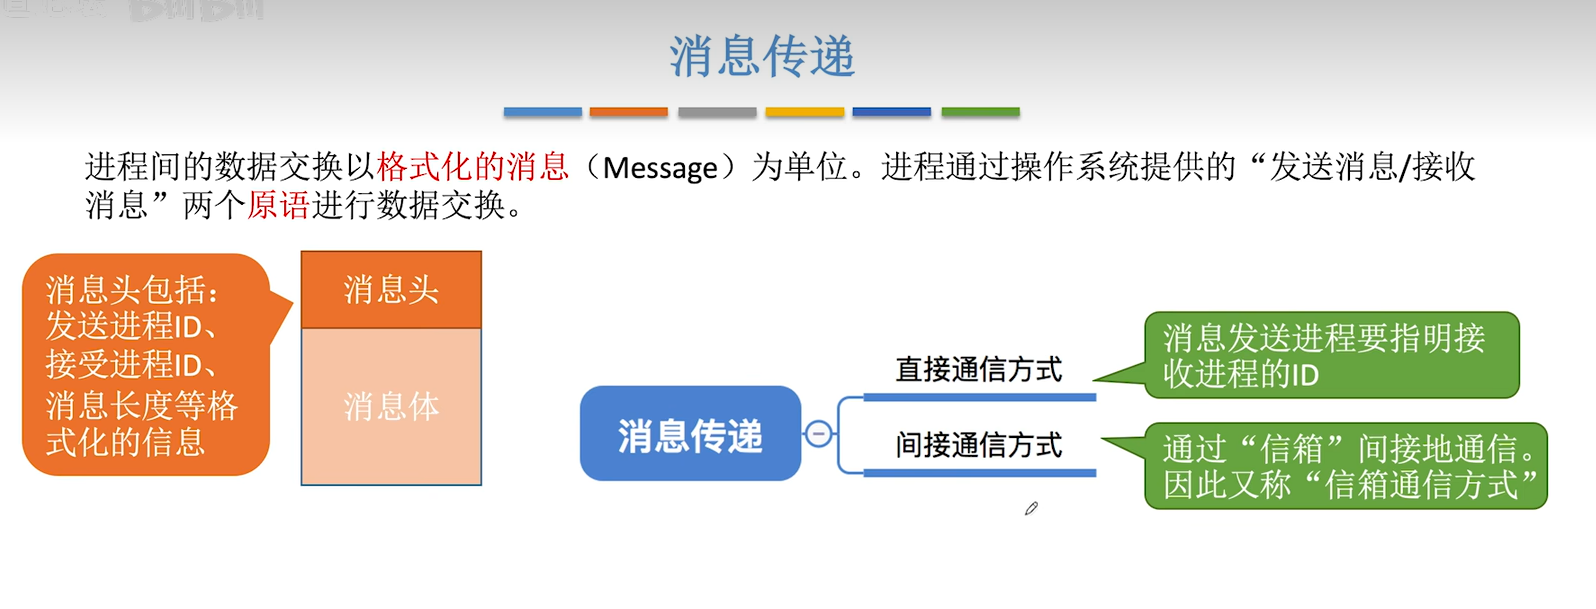 消息传递
进程间的数据交换以格式化的消息（Message）为单位。进程通过操作系统提供的“发送消息/接收
消息”两个原语进行数据交换。
消息头包括：
发送进程ID、
接受进程ID、
消息长度等格
式化的信息
消息头
消息体
消息传递
直接通信方式
间接通信方式
消息发送进程要指明接
收进程的ID
通过“信箱”间接地通信。
因此又称“信箱通信方式”